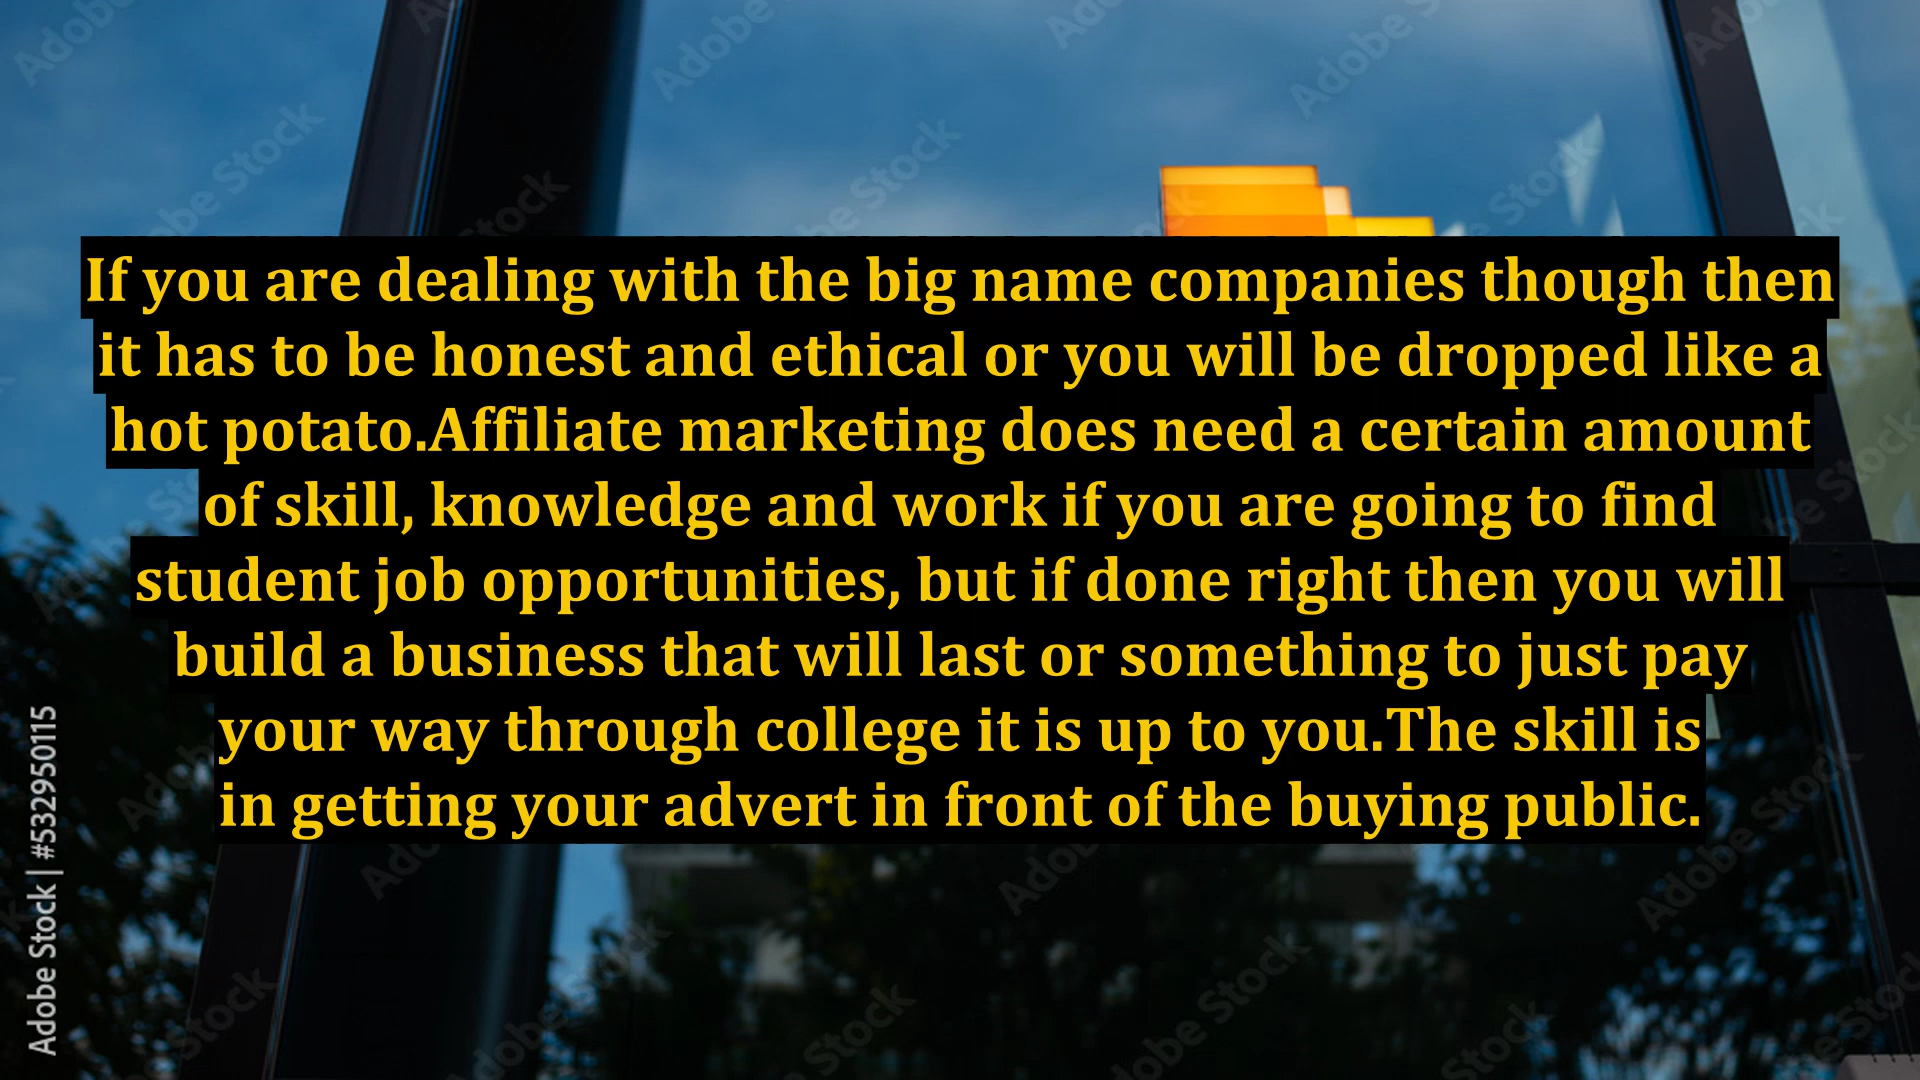 If you are dealing with the big name companies though then
it has to be honest and ethical or you will be dropped like a
hot potato.Affiliate marketing does need a certain amount
of skill, knowledge and work if you are going to find
student job opportunities, but if done right then you will
build a business that will last or something to just pay
your way through college it is up to you.The skill is
in getting your advert in front of the buying public.
Adobe Stock | #532950115